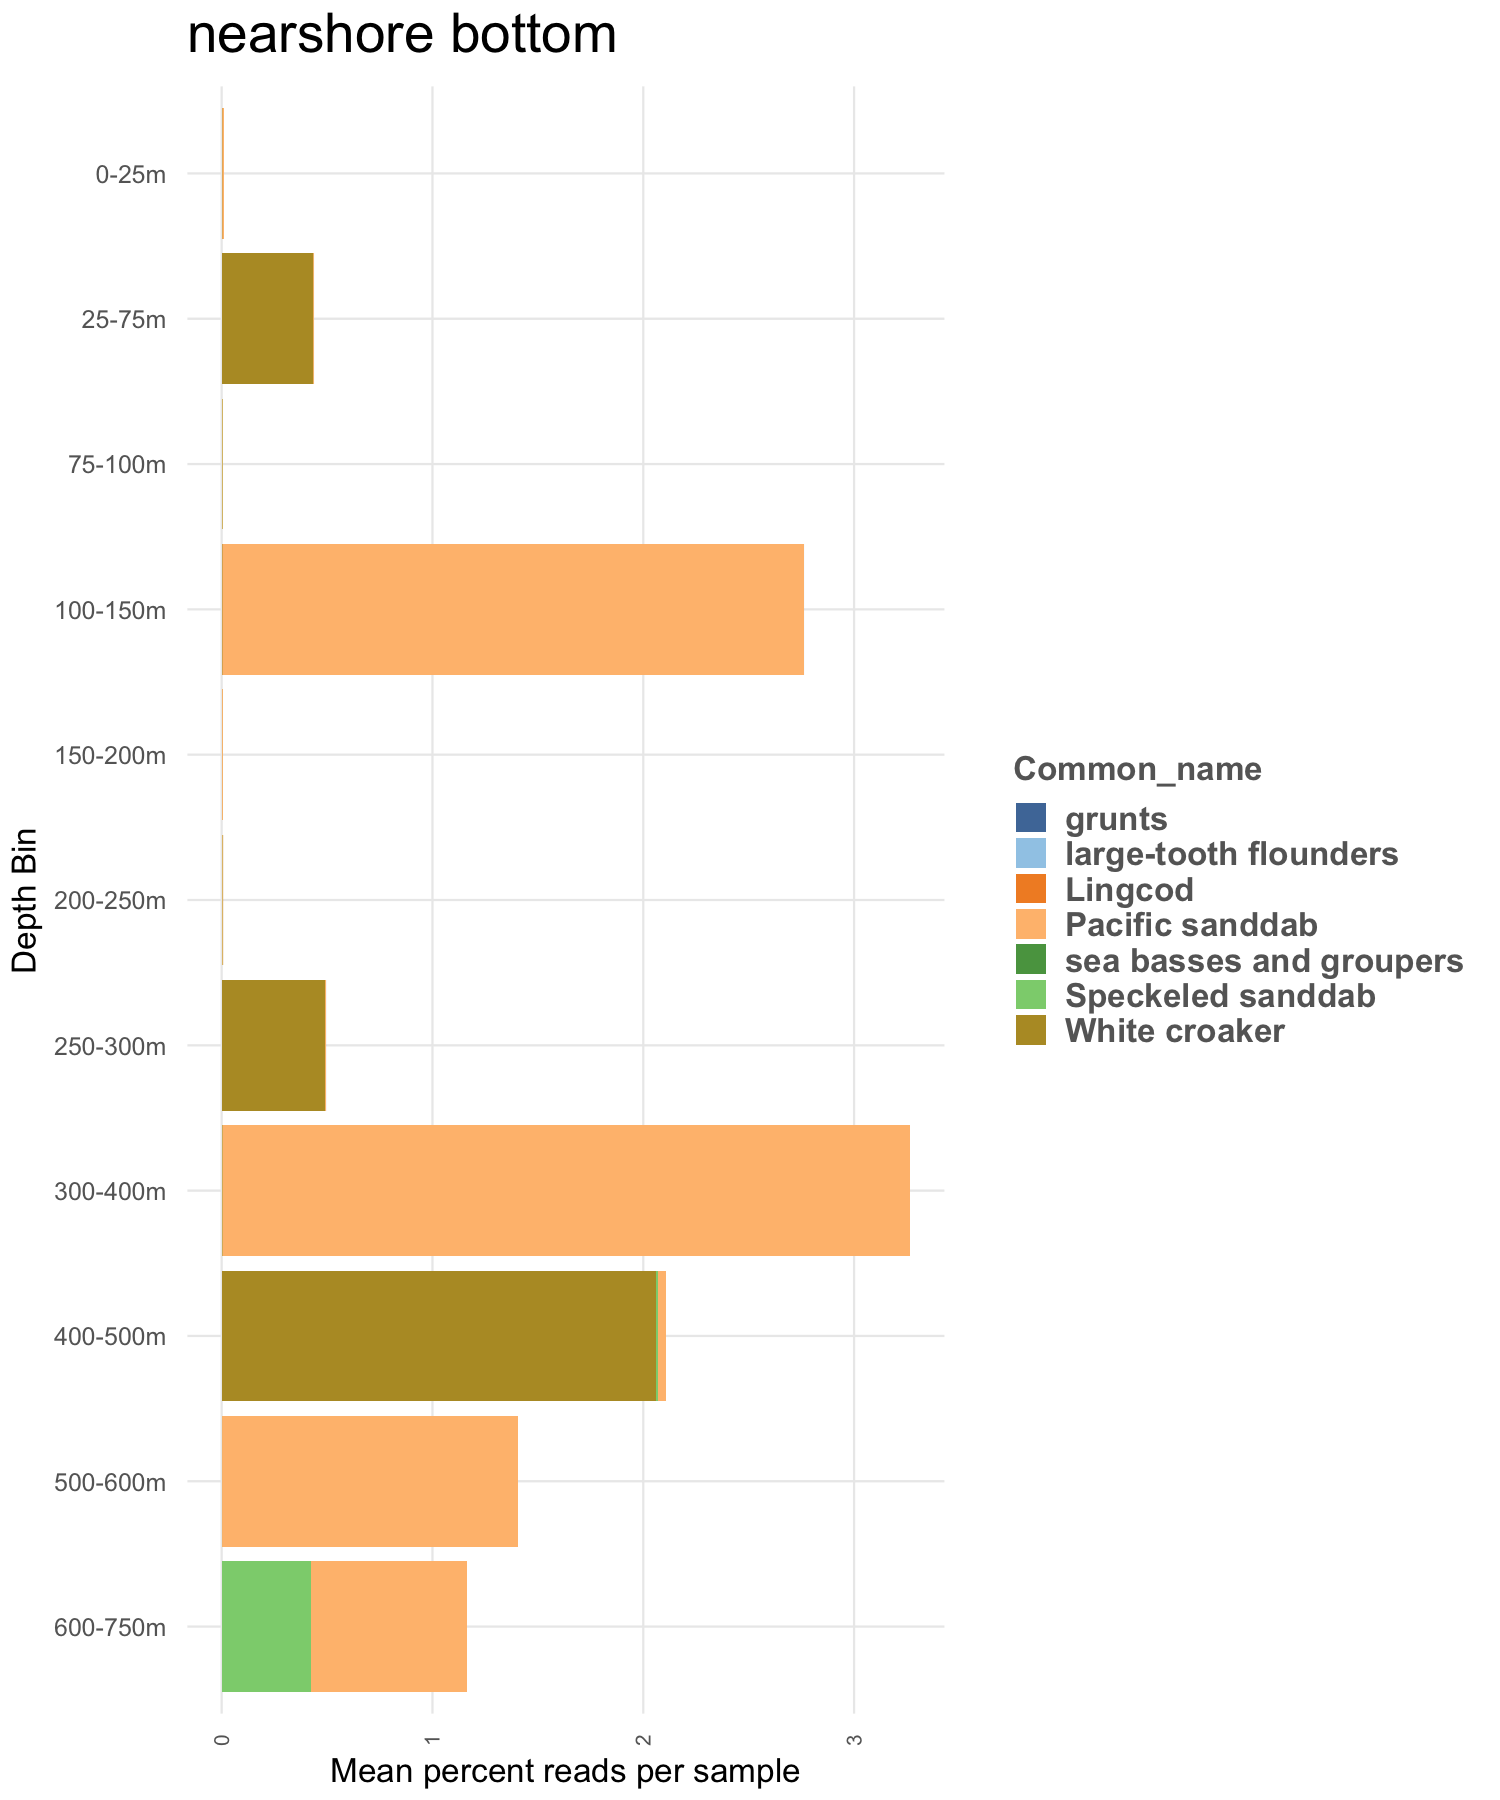 nearshore bottom
0-25m
25-75m
75-100m
100-150m
150-200m
200-250m
250-300m
300-400m
400-500m
500-600m
600-750m
Depth Bin
0
1
2
3
Mean percent reads per sample
Common_name
grunts
large-tooth flounders
Lingcod
Pacific sanddab
sea basses and groupers
Speckeled sanddab
White croaker